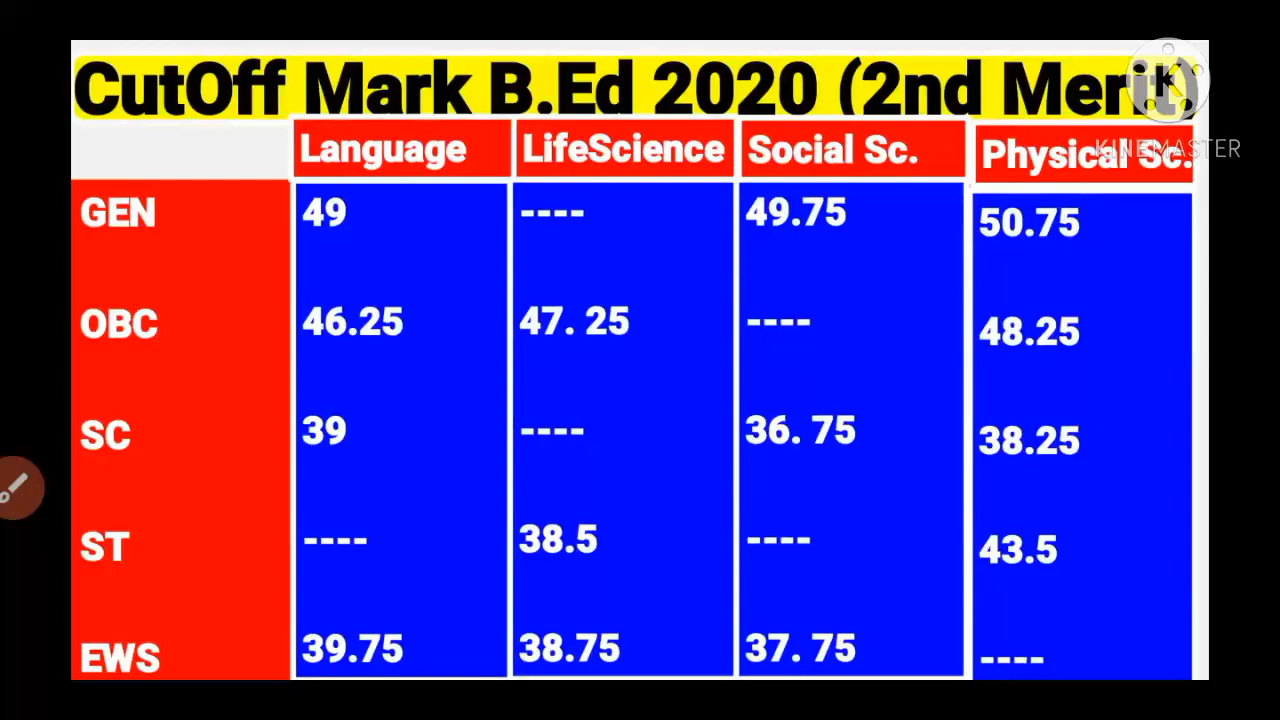 CutOff Mark B.Ed 2020 (2nd Merit)
KINEMASTER
Language LifeScience Social Sc. Physical Sc.
GEN 49 ---- 49.75 50.75
OBC 46.25 47. 25 ---- 48.25
SC 39 ---- 36. 75 38.25
ST ---- 38.5 ---- 43.5
EWS 39.75 38.75 37. 75 ----